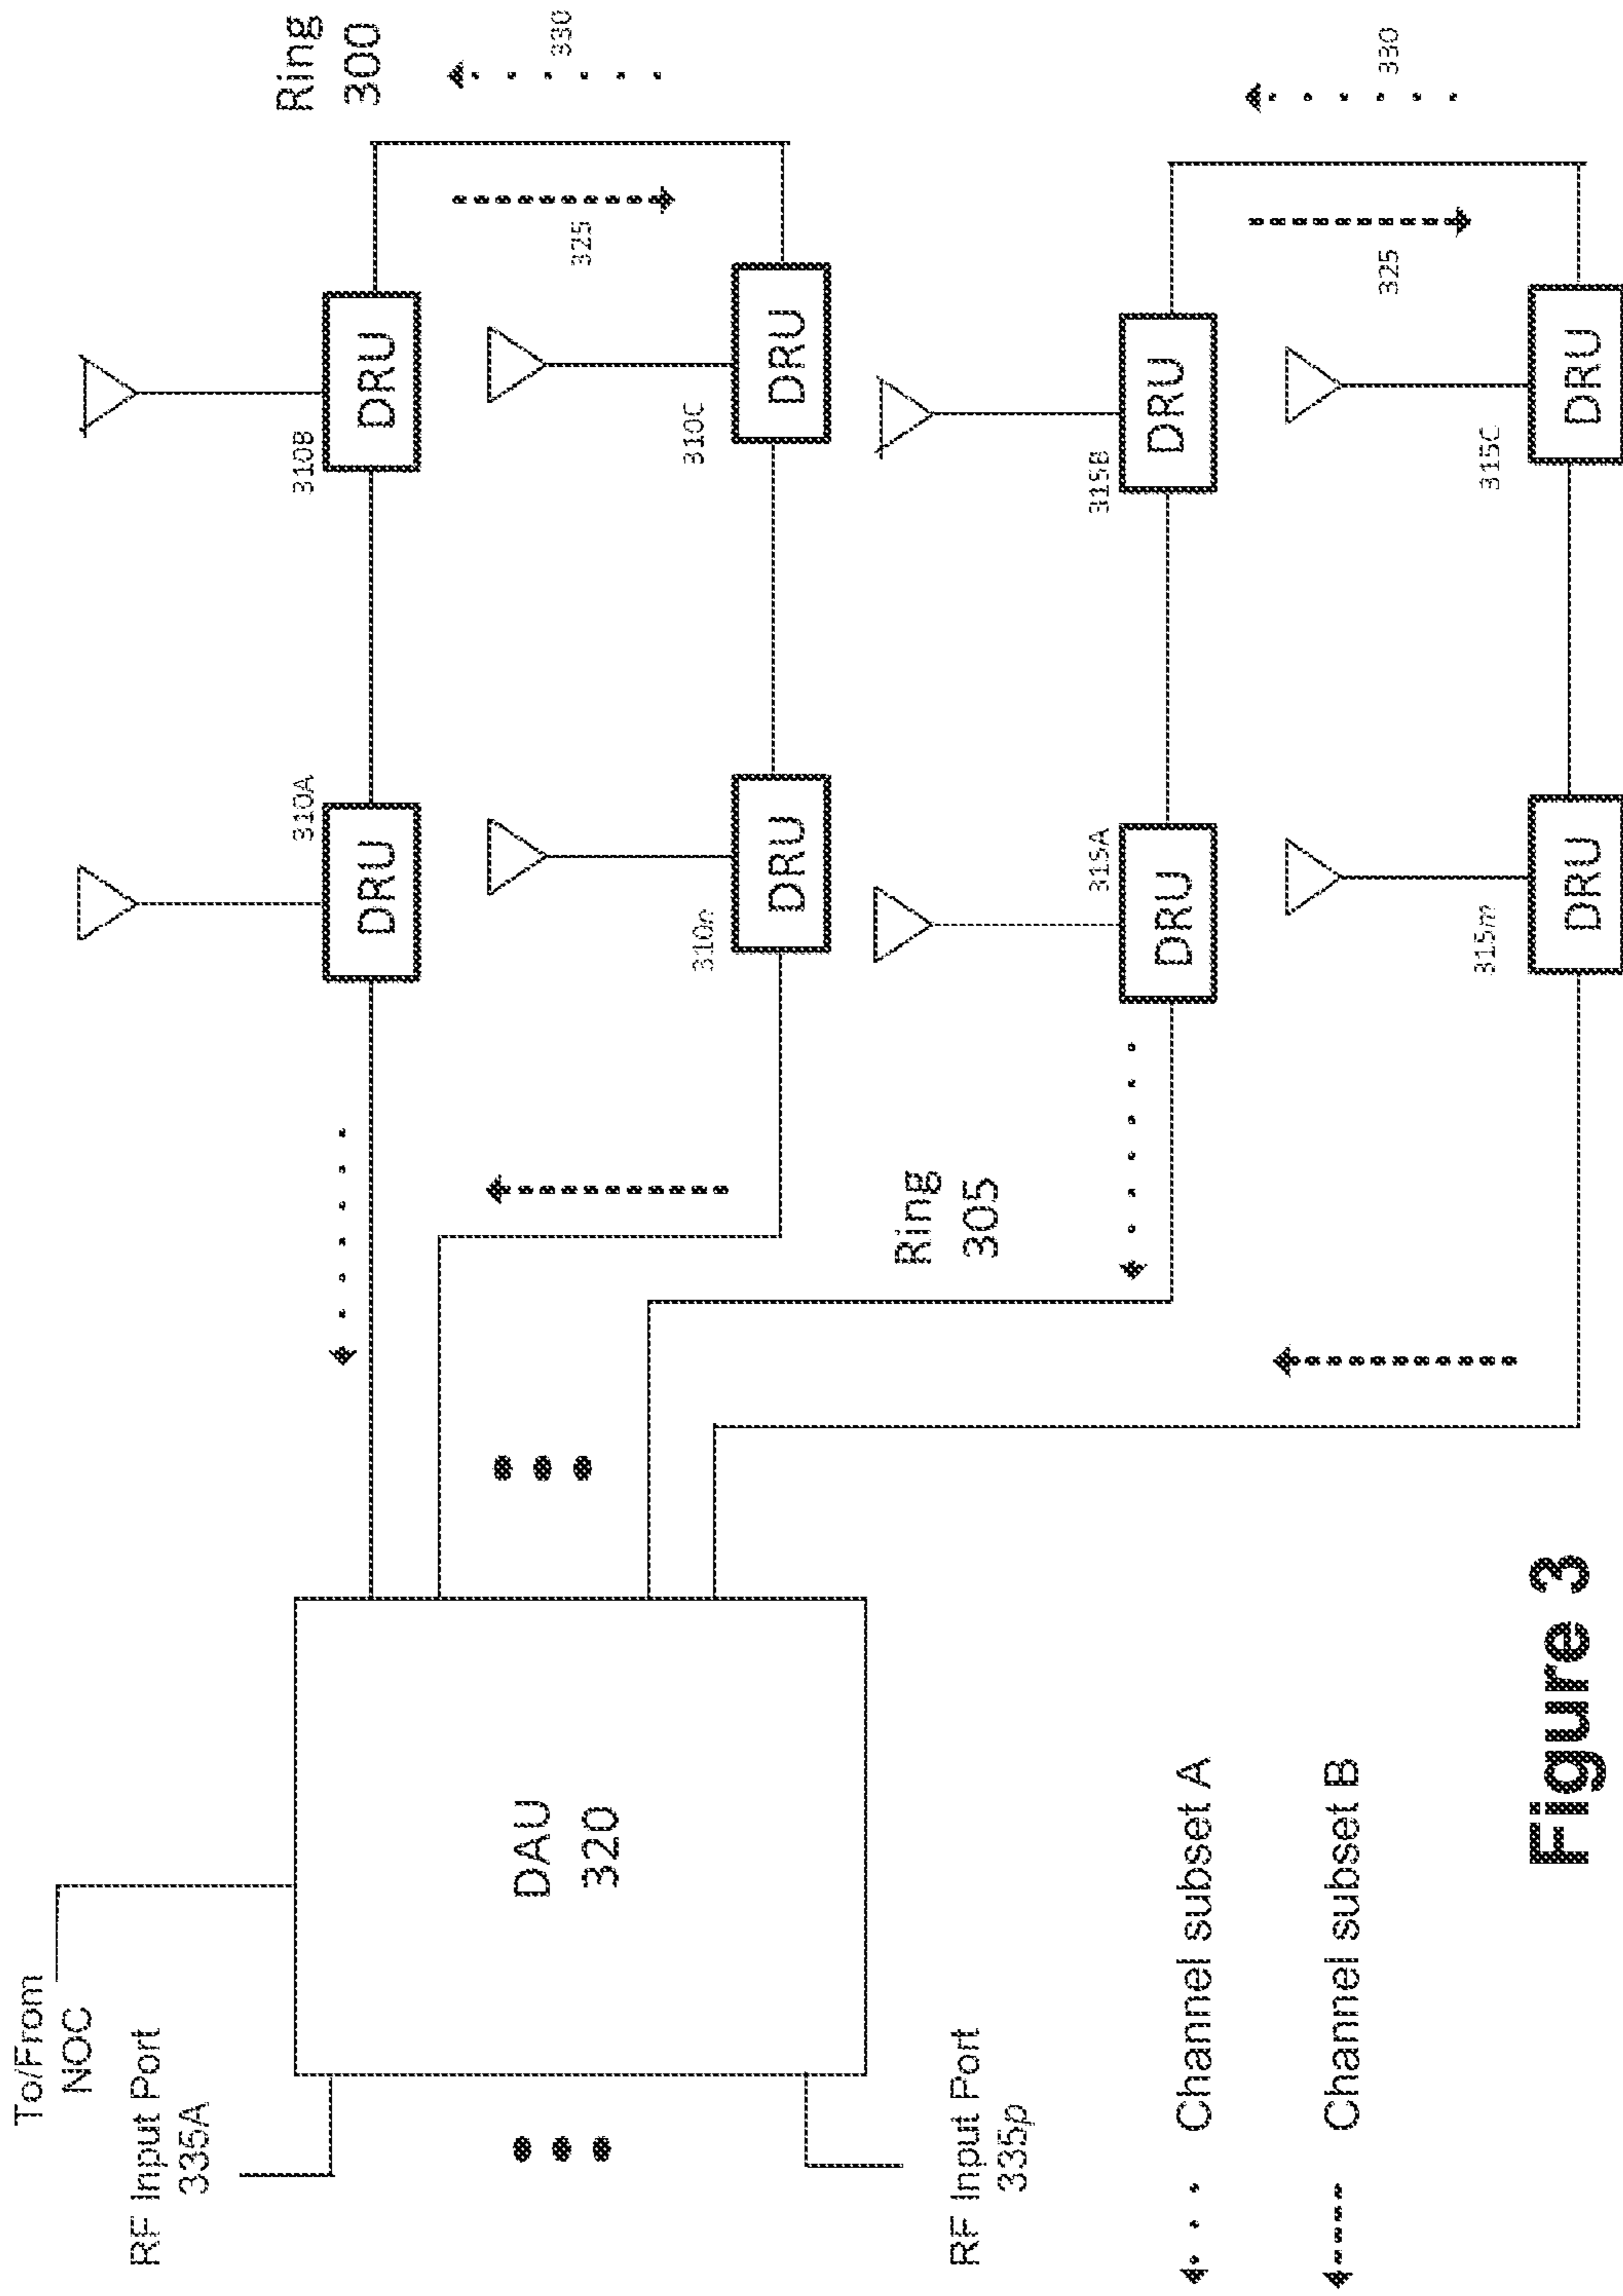 To/From
NOC
RF Input Port
335A
RF Input Port
335p
DAU
320
Channel subset A
Channel subset B
Figure 3
Ring
300
310A
DRU
310B
DRU
310n
DRU
310C
DRU
325
330
Ring
305
315A
DRU
315B
DRU
315m
DRU
315C
DRU
325
330